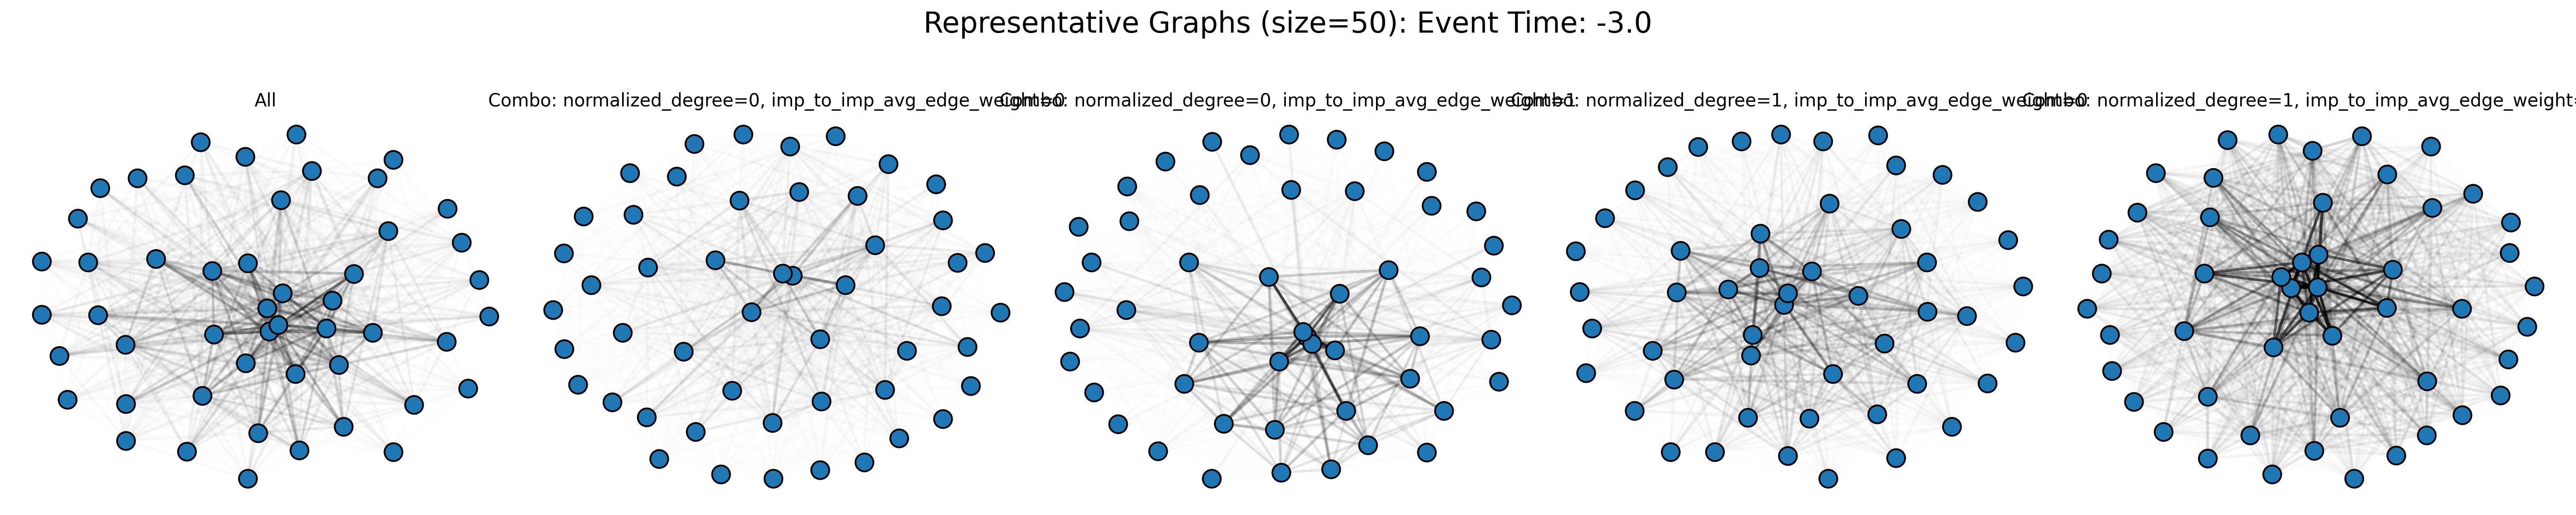 Representative Graphs (size=50): Event Time: -3.0
All
Combo: normalized_degree=0, imp_to_imp_avg_edge_weight=0
Combo: normalized_degree=0, imp_to_imp_avg_edge_weight=1
Combo: normalized_degree=1, imp_to_imp_avg_edge_weight=0
Combo: normalized_degree=1, imp_to_imp_avg_edge_weight=